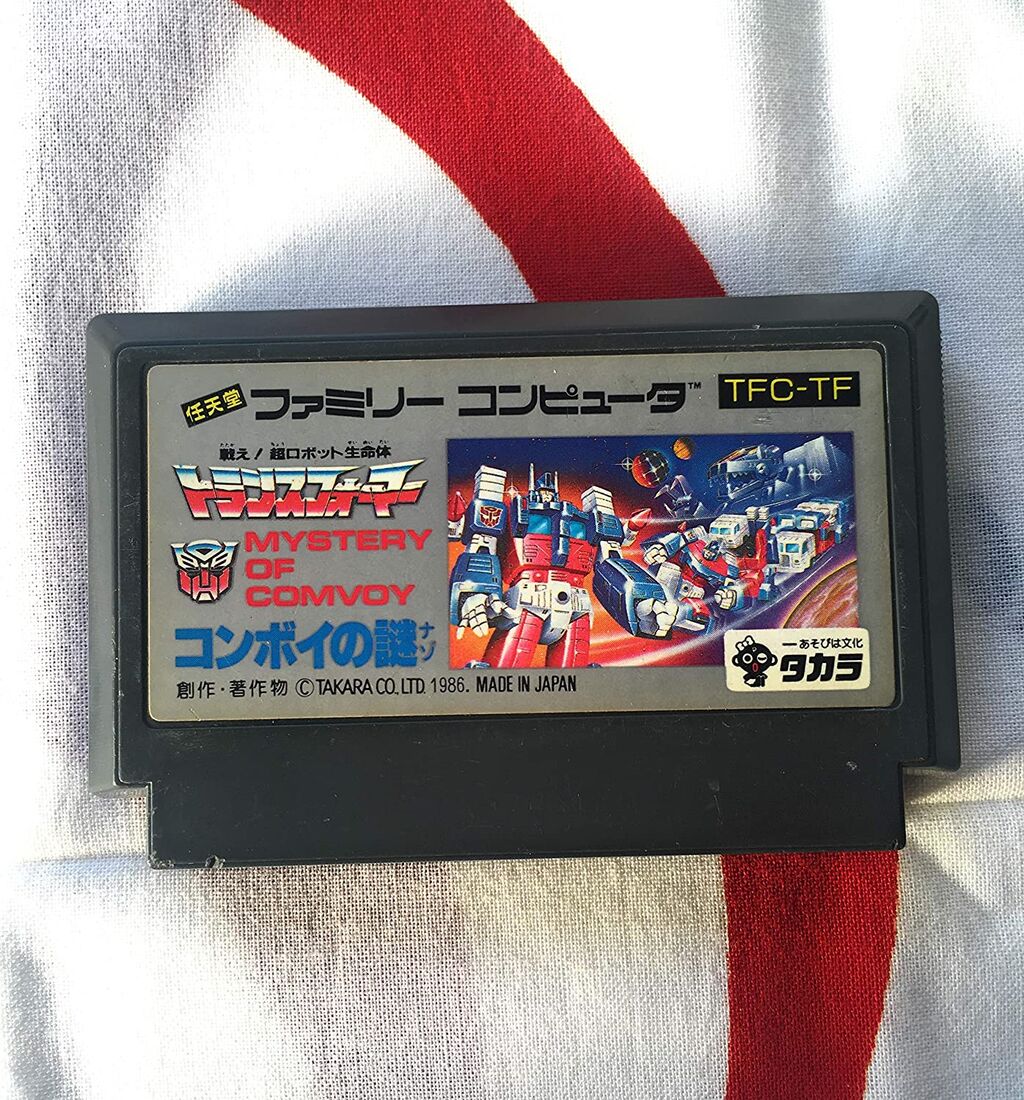 任天堂 ファミリー コンピュータ™ TFC-TF
戦え!超ロボット生命体
トランスフォーマー
MYSTERY
OF
COMVOY
コンボイの謎
ナゾ
創作・著作物 ©TAKARA CO.LTD. 1986. MADE IN JAPAN
ーあそびは文化
タカラ